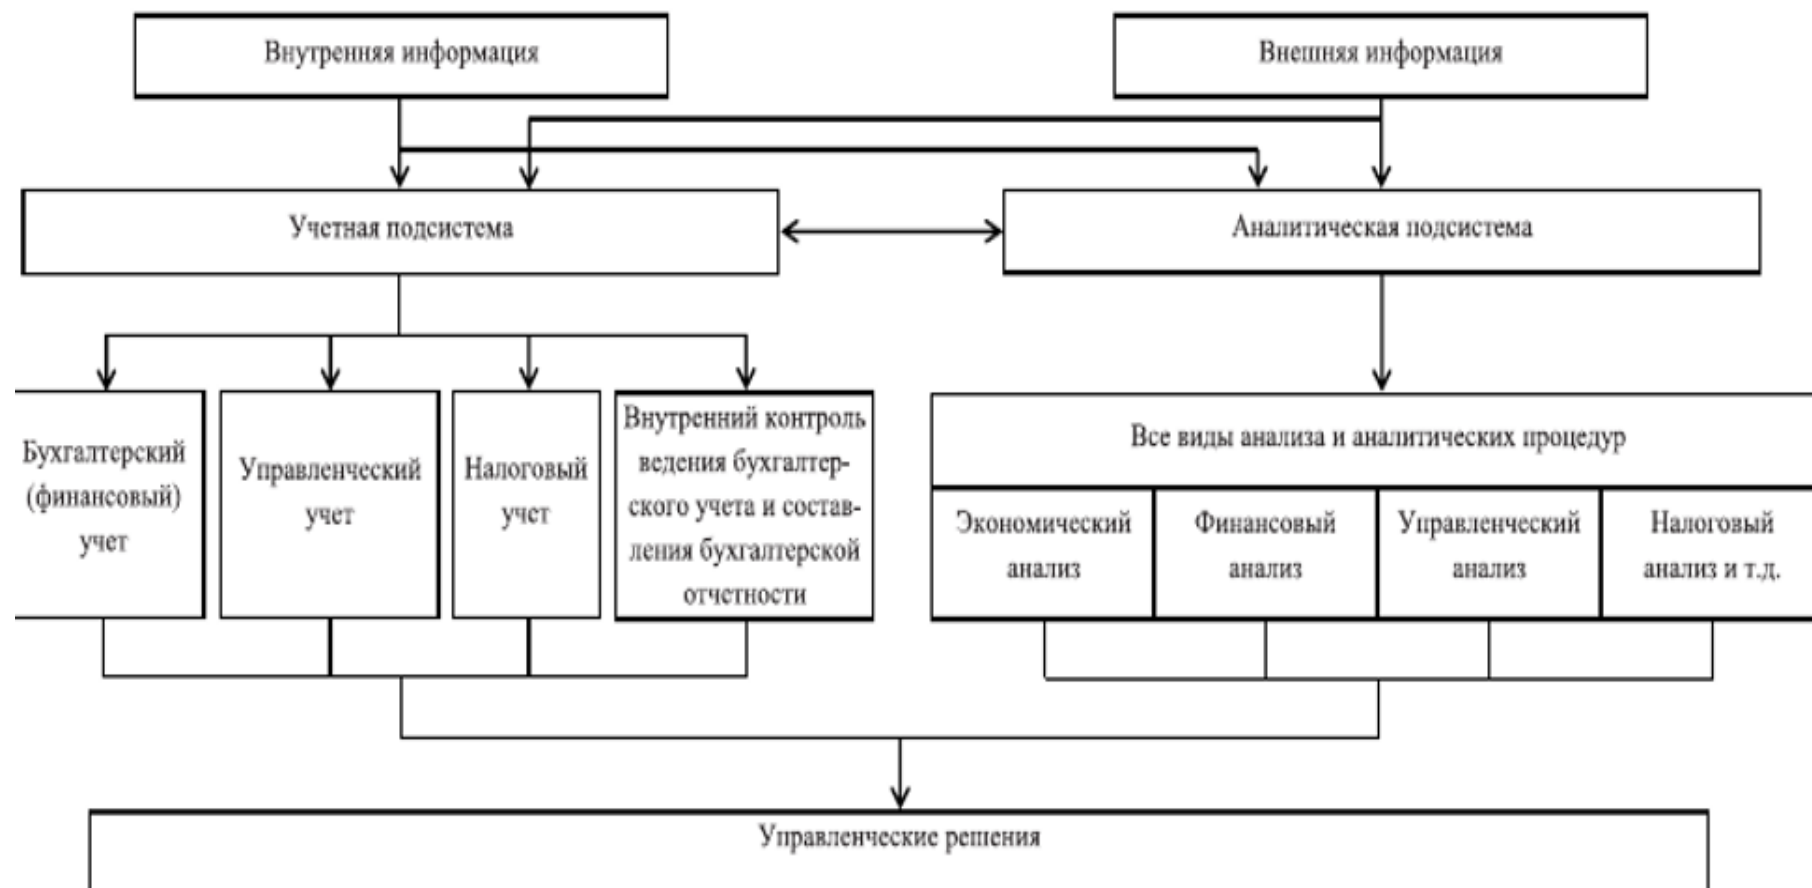 Внутренняя информация
Внешняя информация
Учетная подсистема
Аналитическая подсистема
Бухгалтерский
(финансовый)
учет
Управленческий
учет
Налоговый
учет
Внутренний контроль
ведения бухгалтер-
ского учета и состав-
ления бухгалтерской
отчетности
Все виды анализа и аналитических процедур
Экономический
анализ
Финансовый
анализ
Управленческий
анализ
Налоговый
анализ и т.д.
Управленческие решения